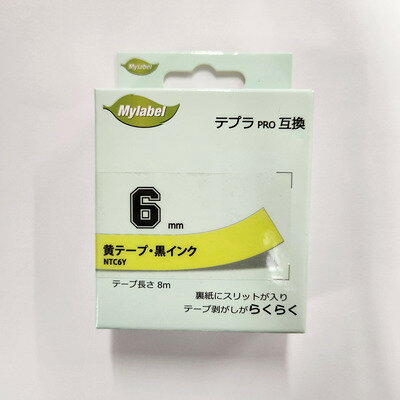 Mylabel
Mylabel
テプラ PRO 互換
6 mm
黄テープ・黒インク
NTC6Y
テープ長さ 8m
裏紙にスリットが入り
テープ剥がしがらくらく